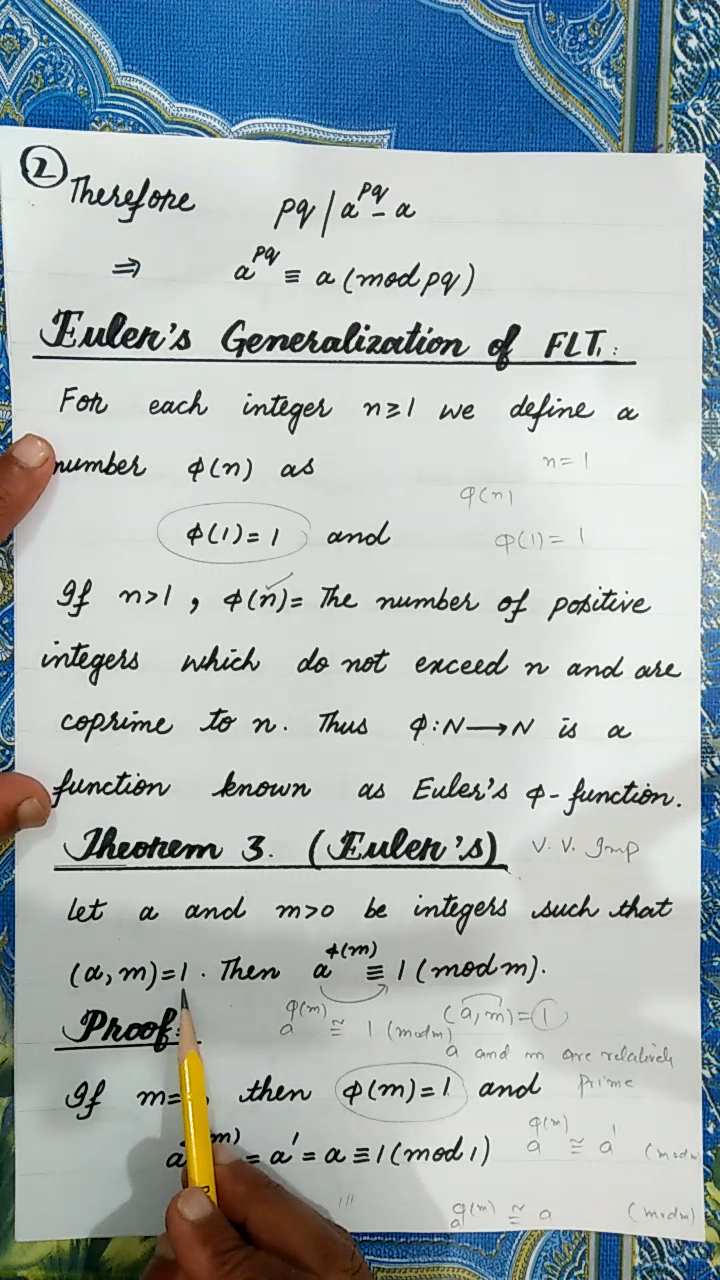 ② Therefore pq / a^pq - a
⇒ a^pq ≡ a (mod pq)
Euler's Generalization of FLT:
For each integer n≥1 we define a
number φ(n) as n=1
φ(n)
φ(1)=1 and φ(1)=1
If n>1, φ(n)= The number of positive
integers which do not exceed n and are
coprime to n. Thus φ:N⟶N is a
function known as Euler's φ-function.
Theorem 3. (Euler's) V. V. Imp
Let a and m>0 be integers such that
(a, m)=1. Then a^φ(m) ≡ 1 (mod m).
Proof: a^φ(m) ≅ 1 (modm) (a, m)=1
a and m are relatively
If m= , then φ(m)=1 and prime
a m) = a' = a ≡ 1 (mod 1) a^φ(m) ≅ a' (modm
a^φ(m) ≅ a (modm)